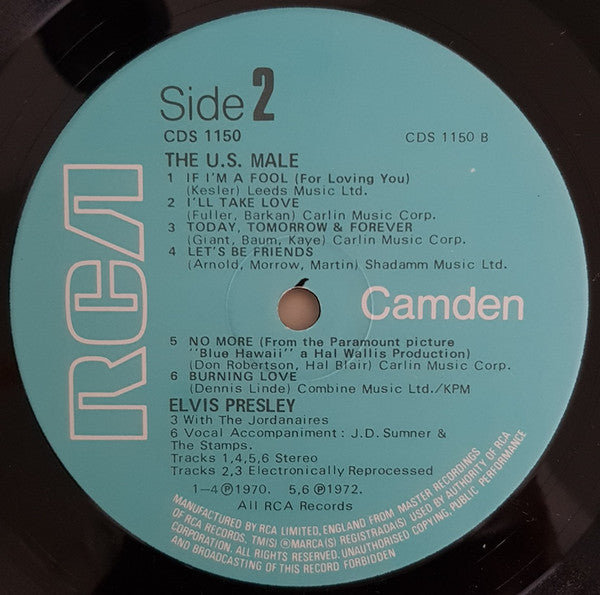 Side 2
CDS 1150
CDS 1150 B
THE U.S. MALE
1 IF I'M A FOOL (For Loving You)
(Kesler) Leeds Music Ltd.
2 I'LL TAKE LOVE
(Fuller, Barkan) Carlin Music Corp.
3 TODAY, TOMORROW & FOREVER
(Giant, Baum, Kaye) Carlin Music Corp.
4 LET'S BE FRIENDS
(Arnold, Morrow, Martin) Shadamm Music Ltd.
RCA
Camden
5 NO MORE (From the Paramount picture
"Blue Hawaii" a Hal Wallis Production)
(Don Robertson, Hal Blair) Carlin Music Corp.
6 BURNING LOVE
(Dennis Linde) Combine Music Ltd./KPM
ELVIS PRESLEY
3 With The Jordanaires
6 Vocal Accompaniment: J.D. Sumner &
The Stamps.
Tracks 1,4,5,6 Stereo
Tracks 2,3 Electronically Reprocessed
1-4 ℗ 1970. 5,6 ℗ 1972.
All RCA Records
MANUFACTURED BY RCA LIMITED, ENGLAND FROM MASTER RECORDINGS
OF RCA RECORDS. TM(S) ® MARCA(S) REGISTRADA(S) USED BY AUTHORITY OF RCA
CORPORATION. ALL RIGHTS RESERVED. UNAUTHORISED COPYING, PUBLIC PERFORMANCE
AND BROADCASTING OF THIS RECORD FORBIDDEN